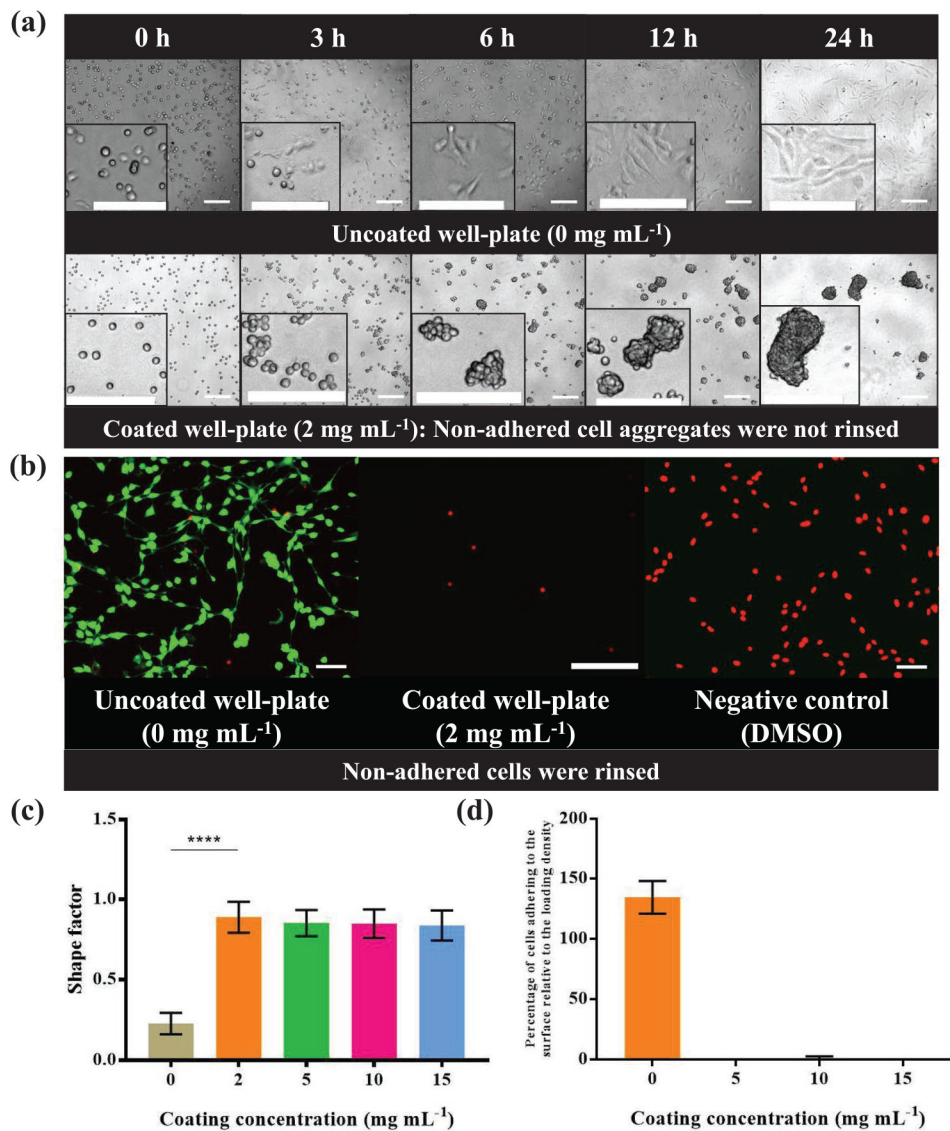 (a)
0 h 3 h 6 h 12 h 24 h
Uncoated well-plate (0 mg mL⁻¹)
Coated well-plate (2 mg mL⁻¹): Non-adhered cell aggregates were not rinsed
(b)
Uncoated well-plate
(0 mg mL⁻¹)
Coated well-plate
(2 mg mL⁻¹)
Negative control
(DMSO)
Non-adhered cells were rinsed
(c)
Shape factor
1.5
1.0
0.5
0.0
****
0 2 5 10 15
Coating concentration (mg mL⁻¹)
(d)
Percentage of cells adhering to the
surface relative to the loading density
200
150
100
50
0
0 5 10 15
Coating concentration (mg mL⁻¹)